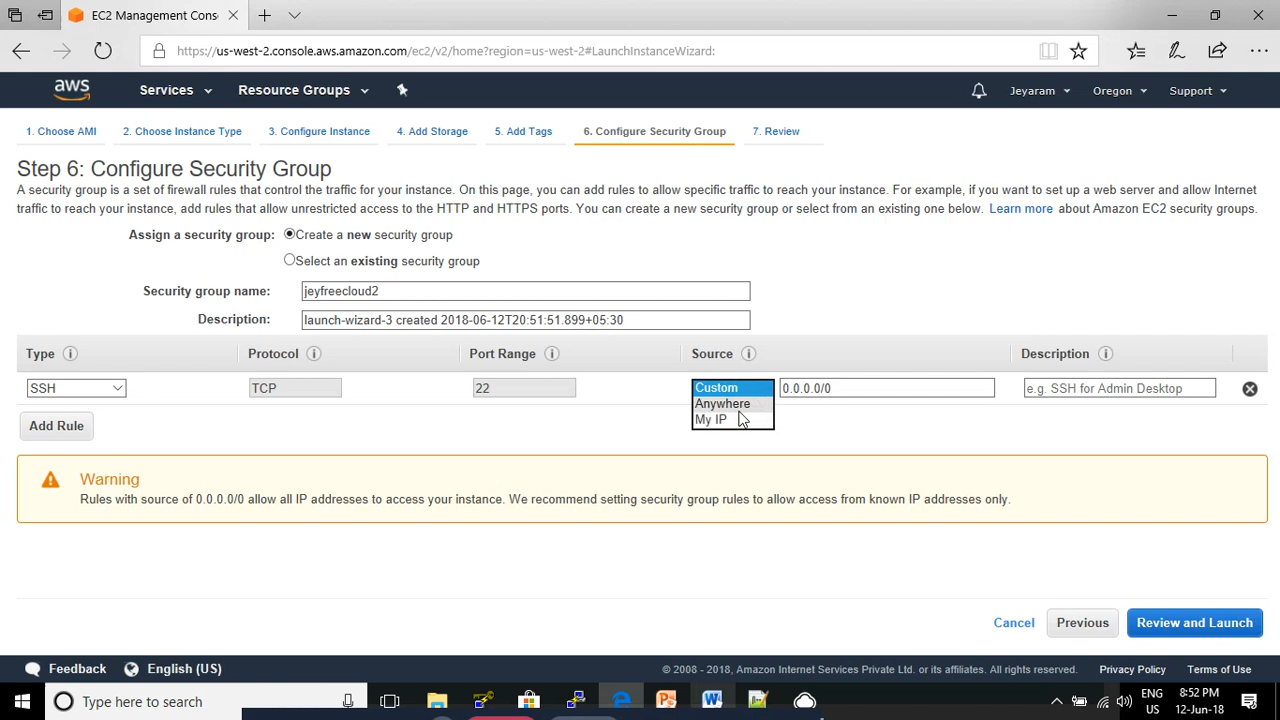 EC2 Management Cons
https://us-west-2.console.aws.amazon.com/ec2/v2/home?region=us-west-2#LaunchInstanceWizard:
aws Services Resource Groups Jeyaram Oregon Support
1. Choose AMI 2. Choose Instance Type 3. Configure Instance 4. Add Storage 5. Add Tags 6. Configure Security Group 7. Review
Step 6: Configure Security Group
A security group is a set of firewall rules that control the traffic for your instance. On this page, you can add rules to allow specific traffic to reach your instance. For example, if you want to set up a web server and allow Internet
traffic to reach your instance, add rules that allow unrestricted access to the HTTP and HTTPS ports. You can create a new security group or select from an existing one below. Learn more about Amazon EC2 security groups.
Assign a security group: Create a new security group
Select an existing security group
Security group name: jeyfreecloud2
Description: launch-wizard-3 created 2018-06-12T20:51:51.899+05:30
Type Protocol Port Range Source Description
SSH TCP 22 Custom 0.0.0.0/0 e.g. SSH for Admin Desktop
Anywhere
My IP
Add Rule
Warning
Rules with source of 0.0.0.0/0 allow all IP addresses to access your instance. We recommend setting security group rules to allow access from known IP addresses only.
Cancel Previous Review and Launch
Feedback English (US) © 2008 - 2018, Amazon Internet Services Private Ltd. or its affiliates. All rights reserved. Privacy Policy Terms of Use
Type here to search
ENG 8:52 PM
US 12-Jun-18